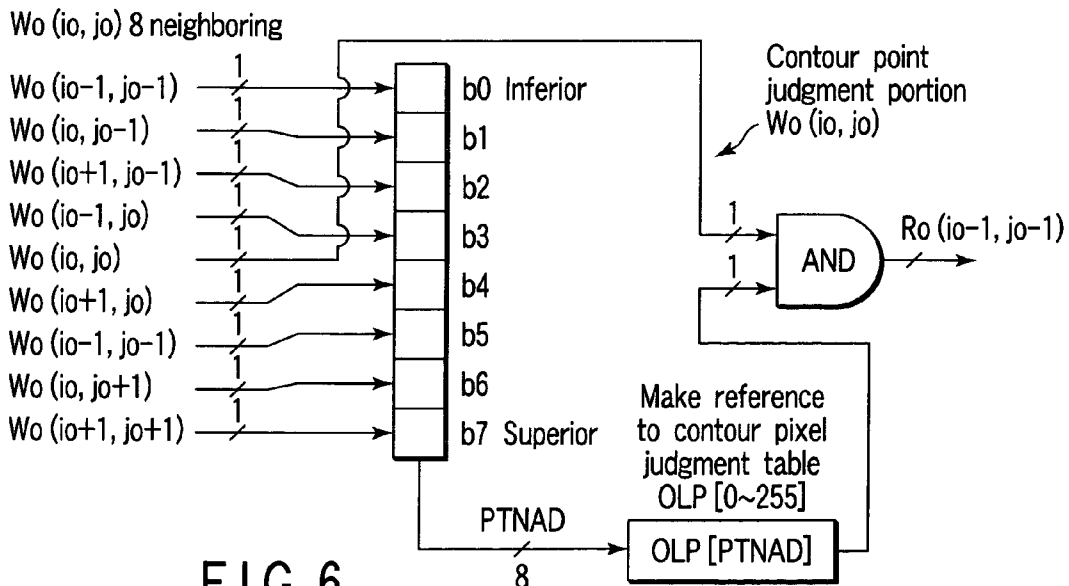 Wo (io, jo) 8 neighboring
1
Wo (io-1, jo-1)
b0 Inferior
1
Wo (io, jo-1)
b1
1
Wo (io+1, jo-1)
b2
1
Wo (io-1, jo)
b3
Wo (io, jo)
1
Wo (io+1, jo)
b4
1
Wo (io-1, jo-1)
b5
1
Wo (io, jo+1)
b6
1
Wo (io+1, jo+1)
b7 Superior
Contour point
judgment portion
Wo (io, jo)
1
1
AND
Ro (io-1, jo-1)
Make reference
to contour pixel
judgment table
OLP [0~255]
PTNAD
8
OLP [PTNAD]
FIG. 6